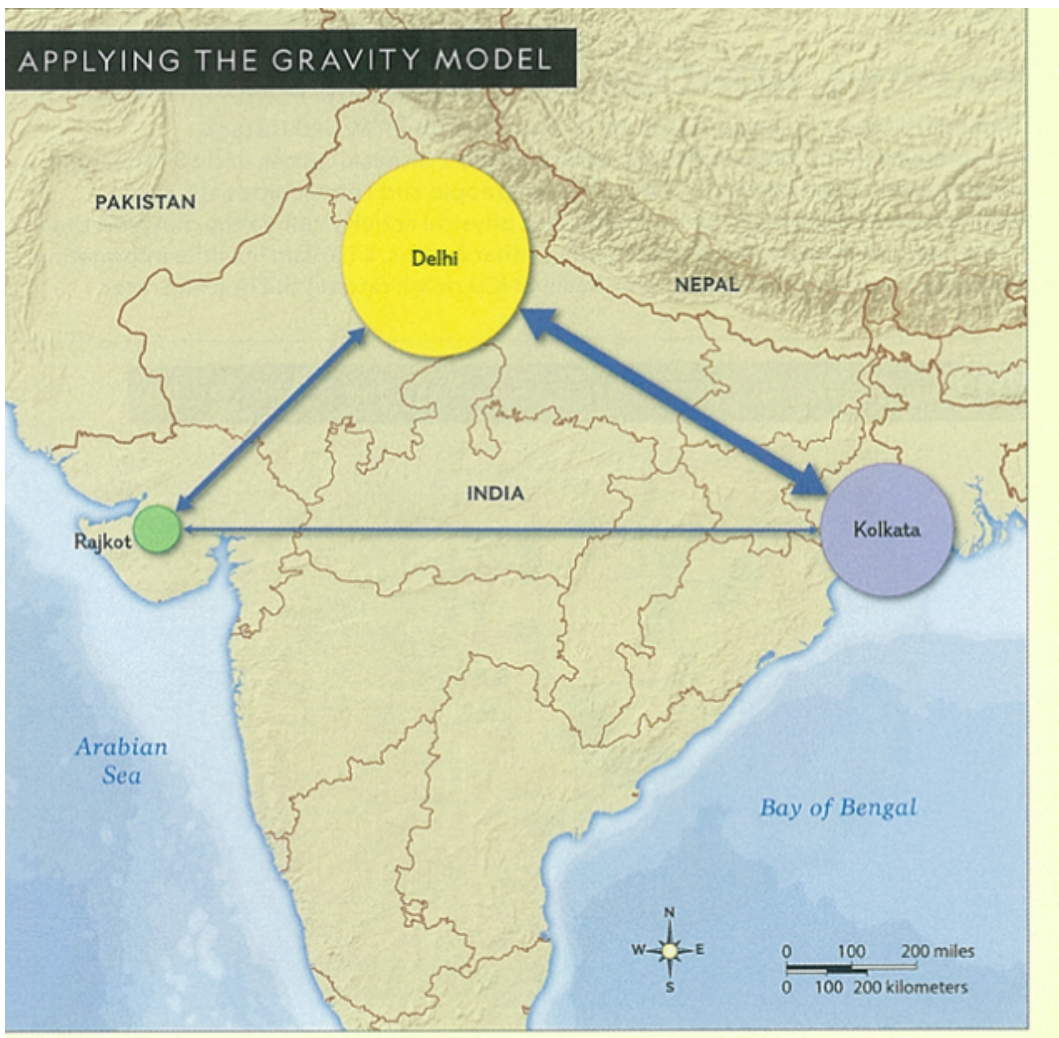 APPLYING THE GRAVITY MODEL
PAKISTAN
Delhi
NEPAL
INDIA
Rajkot
Kolkata
Arabian
Sea
Bay of Bengal
N
W E
S
0 100 200 miles
0 100 200 kilometers